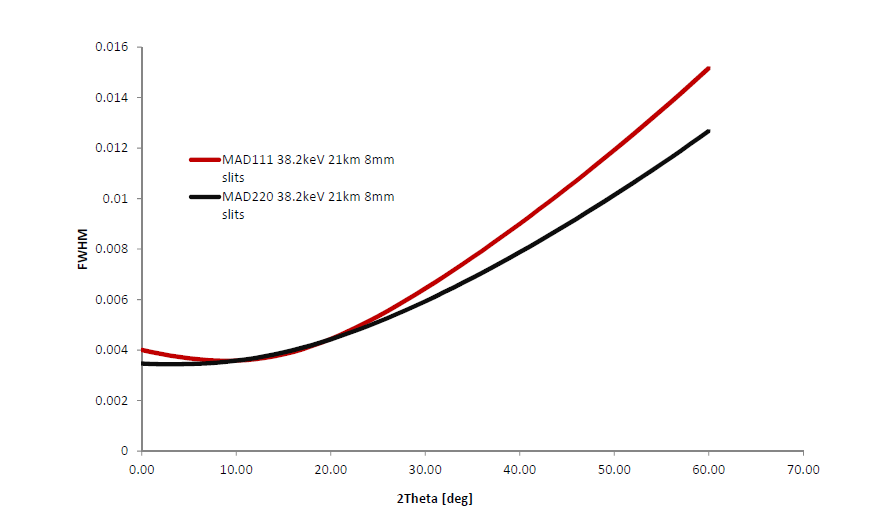 0.016
0.014
0.012
0.01
0.008
0.006
0.004
0.002
0
FWHM
MAD111 38.2keV 21km 8mm
slits
MAD220 38.2keV 21km 8mm
slits
0.00 10.00 20.00 30.00 40.00 50.00 60.00 70.00
2Theta [deg]